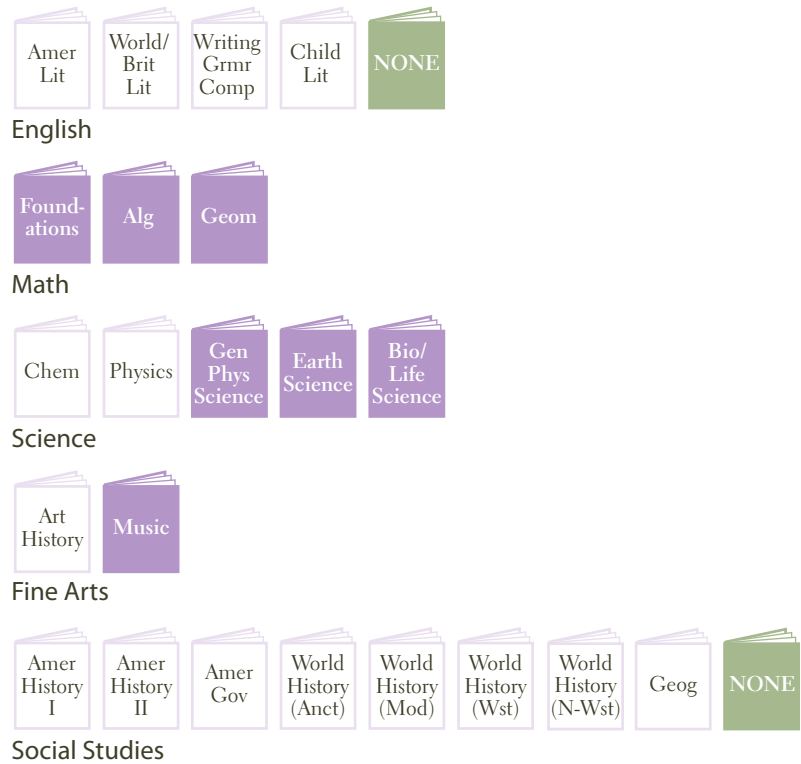 Amer
Lit
World/
Brit
Lit
Writing
Grmr
Comp
Child
Lit
NONE
English
Found-
ations
Alg
Geom
Math
Chem
Physics
Gen
Phys
Science
Earth
Science
Bio/
Life
Science
Science
Art
History
Music
Fine Arts
Amer
History
I
Amer
History
II
Amer
Gov
World
History
(Anct)
World
History
(Mod)
World
History
(Wst)
World
History
(N-Wst)
Geog
NONE
Social Studies